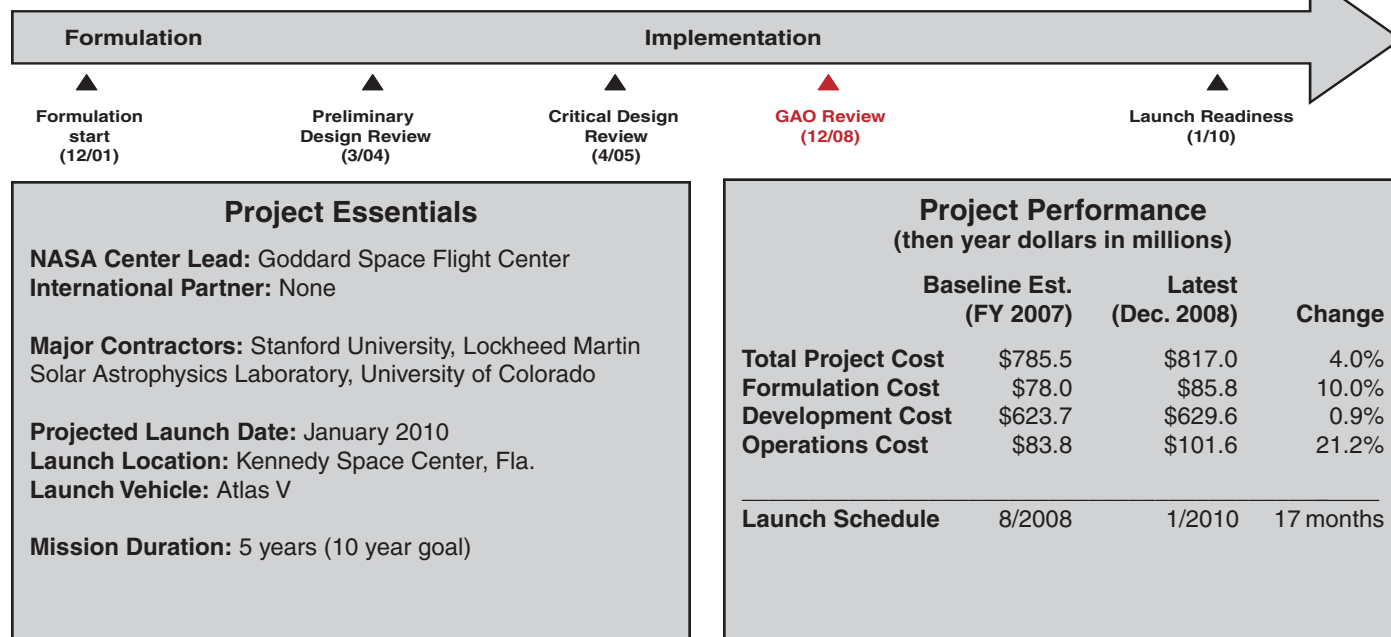 Formulation Implementation
Formulation
start
(12/01)
Preliminary
Design Review
(3/04)
Critical Design
Review
(4/05)
GAO Review
(12/08)
Launch Readiness
(1/10)
Project Essentials
NASA Center Lead: Goddard Space Flight Center
International Partner: None
Major Contractors: Stanford University, Lockheed Martin
Solar Astrophysics Laboratory, University of Colorado
Projected Launch Date: January 2010
Launch Location: Kennedy Space Center, Fla.
Launch Vehicle: Atlas V
Mission Duration: 5 years (10 year goal)
Project Performance
(then year dollars in millions)
Baseline Est. Latest
(FY 2007) (Dec. 2008) Change
Total Project Cost $785.5 $817.0 4.0%
Formulation Cost $78.0 $85.8 10.0%
Development Cost $623.7 $629.6 0.9%
Operations Cost $83.8 $101.6 21.2%
Launch Schedule 8/2008 1/2010 17 months